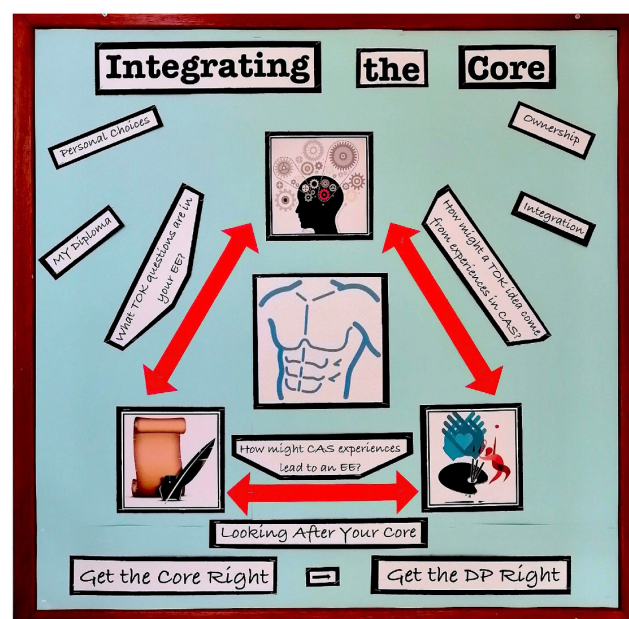 Integrating the Core
Personal Choices
Ownership
MY Diploma
Integration
What TOK questions are in
your EE?
How might a TOK idea come
from experiences in CAS?
How might CAS experiences
lead to an EE?
Looking After Your Core
Get the Core Right → Get the DP Right